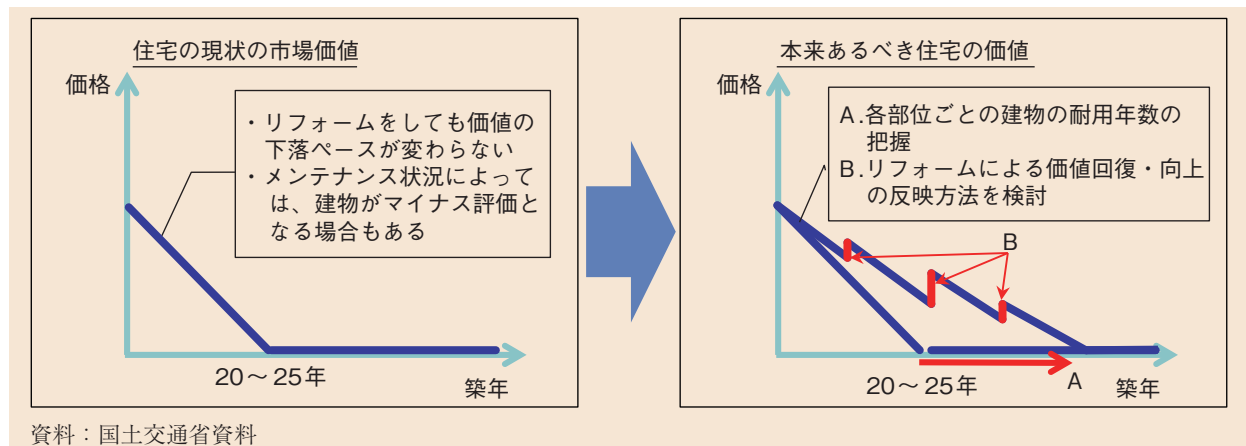 住宅の現状の市場価値
価格
・リフォームをしても価値の
下落ペースが変わらない
・メンテナンス状況によって
は、建物がマイナス評価と
なる場合もある
20～25年
築年
本来あるべき住宅の価値
価格
A.各部位ごとの建物の耐用年数の
把握
B.リフォームによる価値回復・向上
の反映方法を検討
B
20～25年
A
築年
資料：国土交通省資料